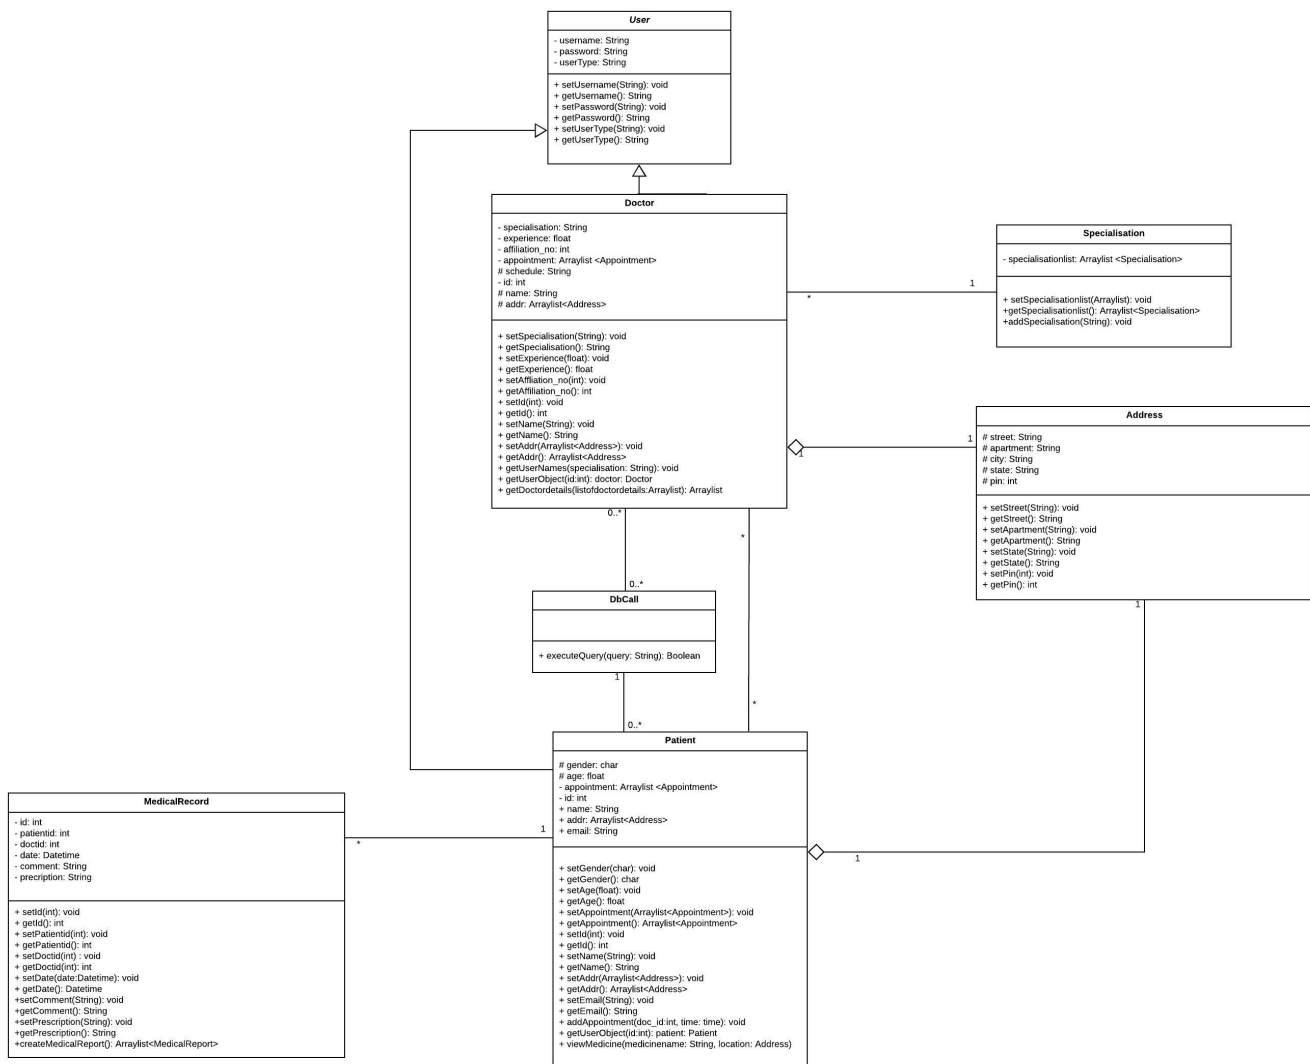 User
- username: String
- password: String
- userType: String
+ setUsername(String): void
+ getUsername(): String
+ setPassword(String): void
+ getPassword(): String
+ setUserType(String): void
+ getUserType(): String
Doctor
- specialisation: String
- experience: float
- affiliation_no: int
- appointment: Arraylist <Appointment>
# schedule: String
- id: int
# name: String
# addr: Arraylist<Address>
+ setSpecialisation(String): void
+ getSpecialisation(): String
+ setExperience(float): void
+ getExperience(): float
+ setAffliation_no(int): void
+ getAffiliation_no(): int
+ setId(int): void
+ getId(): int
+ setName(String): void
+ getName(): String
+ setAddr(Arraylist<Address>): void
+ getAddr(): Arraylist<Address>
+ getUserNames(specialisation: String): void
+ getUserObject(id:int): doctor: Doctor
+ getDoctordetails(listofdoctordetails:Arraylist): Arraylist
*
1
Specialisation
- specialisationlist: Arraylist <Specialisation>
+ setSpecialisationlist(Arraylist): void
+getSpecialisationlist(): Arraylist<Specialisation>
+addSpecialisation(String): void
1
1
Address
# street: String
# apartment: String
# city: String
# state: String
# pin: int
+ setStreet(String): void
+ getStreet(): String
+ setApartment(String): void
+ getApartment(): String
+ setState(String): void
+ getState(): String
+ setPin(int): void
+ getPin(): int
1
0..*
*
0..*
DbCall
+ executeQuery(query: String): Boolean
1
0..*
*
Patient
# gender: char
# age: float
- appointment: Arraylist <Appointment>
- id: int
+ name: String
+ addr: Arraylist<Address>
+ email: String
+ setGender(char): void
+ getGender(): char
+ setAge(float): void
+ getAge(): float
+ setAppointment(Arraylist<Appointment>): void
+ getAppointment(): Arraylist<Appointment>
+ setId(int): void
+ getId(): int
+ setName(String): void
+ getName(): String
+ setAddr(Arraylist<Address>): void
+ getAddr(): Arraylist<Address>
+ setEmail(String): void
+ getEmail(): String
+ addAppointment(doc_id:int, time: time): void
+ getUserObject(id:int): patient: Patient
+ viewMedicine(medicinename: String, location: Address)
1
1
*
MedicalRecord
- id: int
- patientid: int
- doctid: int
- date: Datetime
- comment: String
- precription: String
+ setId(int): void
+ getId(): int
+ setPatientid(int): void
+ getPatientid(): int
+ setDoctid(int) : void
+ getDoctid(int): int
+ setDate(date:Datetime): void
+ getDate(): Datetime
+setComment(String): void
+getComment(): String
+setPrescription(String): void
+getPrescription(): String
+createMedicalReport(): Arraylist<MedicalReport>